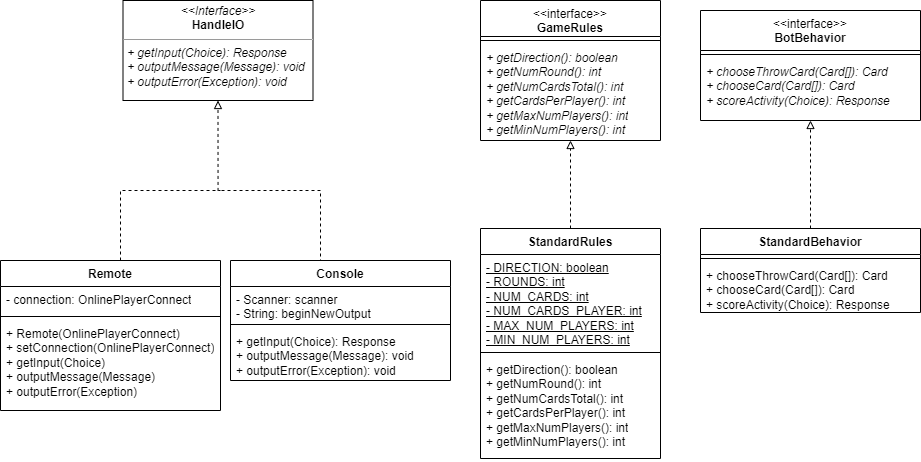 <<Interface>>
HandleIO
+ getInput(Choice): Response
+ outputMessage(Message): void
+ outputError(Exception): void
<<interface>>
GameRules
+ getDirection(): boolean
+ getNumRound(): int
+ getNumCardsTotal(): int
+ getCardsPerPlayer(): int
+ getMaxNumPlayers(): int
+ getMinNumPlayers(): int
<<interface>>
BotBehavior
+ chooseThrowCard(Card[]): Card
+ chooseCard(Card[]): Card
+ scoreActivity(Choice): Response
Remote
- connection: OnlinePlayerConnect
+ Remote(OnlinePlayerConnect)
+ setConnection(OnlinePlayerConnect)
+ getInput(Choice)
+ outputMessage(Message)
+ outputError(Exception)
Console
- Scanner: scanner
- String: beginNewOutput
+ getInput(Choice): Response
+ outputMessage(Message): void
+ outputError(Exception): void
StandardRules
- DIRECTION: boolean
- ROUNDS: int
- NUM_CARDS: int
- NUM_CARDS_PLAYER: int
- MAX_NUM_PLAYERS: int
- MIN_NUM_PLAYERS: int
+ getDirection(): boolean
+ getNumRound(): int
+ getNumCardsTotal(): int
+ getCardsPerPlayer(): int
+ getMaxNumPlayers(): int
+ getMinNumPlayers(): int
StandardBehavior
+ chooseThrowCard(Card[]): Card
+ chooseCard(Card[]): Card
+ scoreActivity(Choice): Response